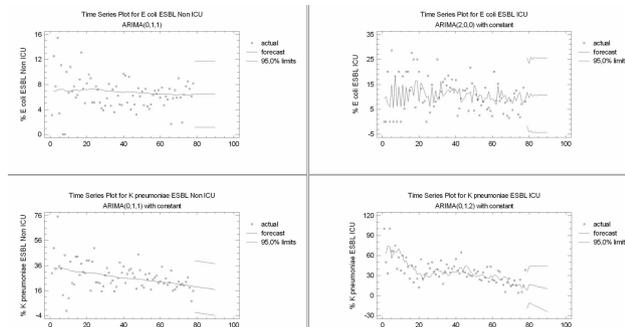 Time Series Plot for E coli ESBL Non ICU
ARIMA(0,1,1)
% E coli ESBL Non ICU
16
12
8
4
0
0 20 40 60 80 100
actual
forecast
95,0% limits
Time Series Plot for E coli ESBL ICU
ARIMA(2,0,0) with constant
% E coli ESBL ICU
35
25
15
5
-5
0 20 40 60 80 100
actual
forecast
95,0% limits
Time Series Plot for K pneumoniae ESBL Non ICU
ARIMA(0,1,1) with constant
% K pneumoniae ESBL Non ICU
76
56
36
16
-4
0 20 40 60 80 100
actual
forecast
95,0% limits
Time Series Plot for K pneumoniae ESBL ICU
ARIMA(0,1,2) with constant
% K pneumoniae ESBL ICU
120
90
60
30
0
-30
0 20 40 60 80 100
actual
forecast
95,0% limits